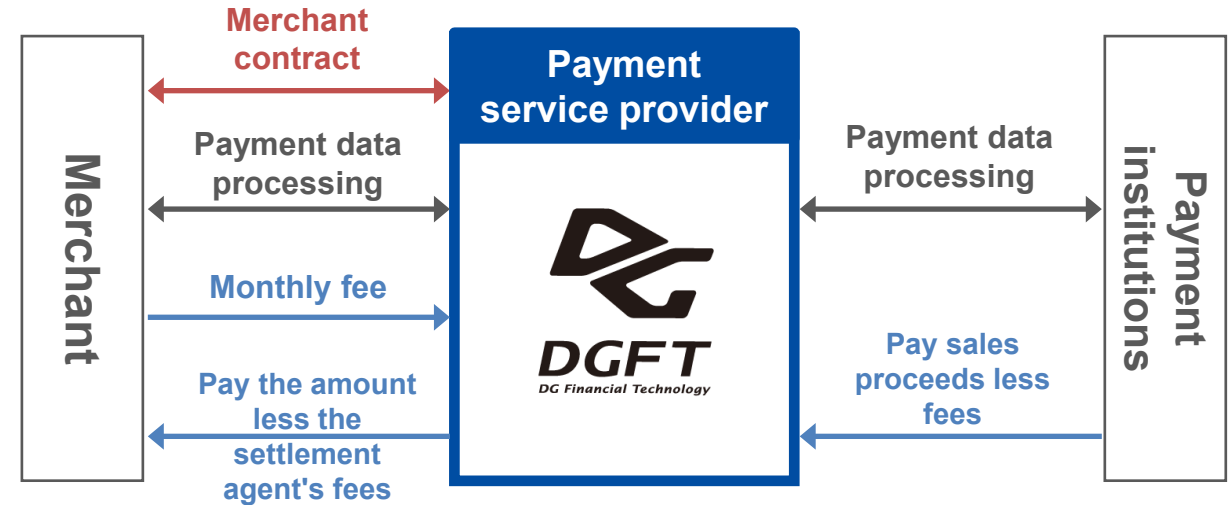 Merchant
Merchant
contract
Payment data
processing
Monthly fee
Pay the amount
less the
settlement
agent's fees
Payment
service provider
DG
DGFT
DG Financial Technology
Payment data
processing
Pay sales
proceeds less
fees
Payment
institutions